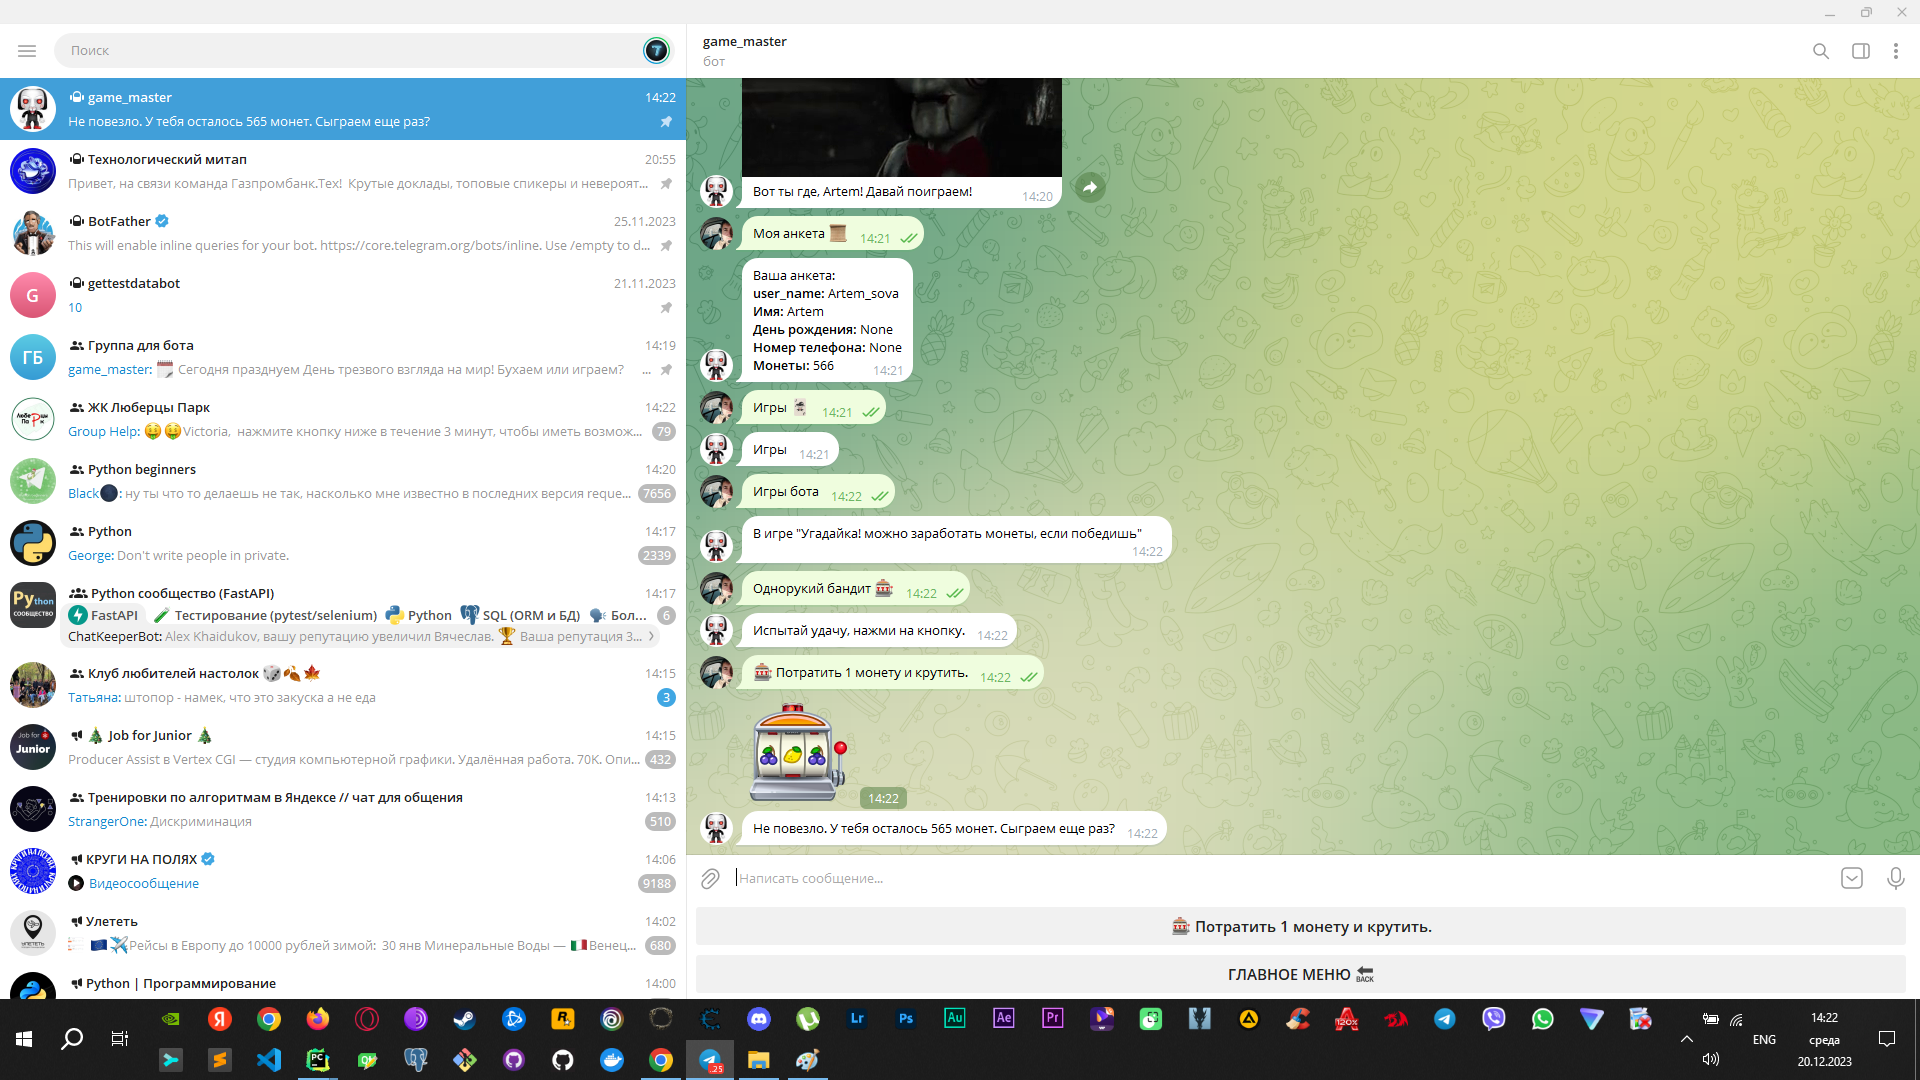 Поиск
game_master
14:22
Не повезло. У тебя осталось 565 монет. Сыграем еще раз?
Технологический митап
20:55
Привет, на связи команда Газпромбанк.Тех! Крутые доклады, топовые спикеры и невероят...
BotFather
25.11.2023
This will enable inline queries for your bot. https://core.telegram.org/bots/inline. Use /empty to d...
G
gettestdatabot
21.11.2023
10
ГБ
Группа для бота
14:19
game_master: Сегодня празднуем День трезвого взгляда на мир! Бухаем или играем? ...
ЖК Люберцы Парк
14:22
Group Help: 🤑🤑Victoria, нажмите кнопку ниже в течение 3 минут, чтобы иметь возмож...
79
Python beginners
14:20
Black🌑: ну ты что то делаешь не так, насколько мне известно в последних версия reque...
7656
Python
14:17
George: Don't write people in private.
2339
Python
СООБЩЕСТВО
Python сообщество (FastAPI)
14:17
FastAPI Тестирование (pytest/selenium) Python SQL (ORM и БД) Бол...
6
ChatKeeperBot: Alex Khaidukov, вашу репутацию увеличил Вячеслав. 🏆 Ваша репутация 3...
Клуб любителей настолок 🎲🍂🍁
14:15
Татьяна: штопор - намек, что это закуска а не еда
3
Job for
Junior
🎄 Job for Junior 🎄
14:15
Producer Assist в Vertex CGI — студия компьютерной графики. Удалённая работа. 70K. Опи...
432
Тренировки по алгоритмам в Яндексе // чат для общения
14:13
StrangerOne: Дискриминация
510
КРУГИ НА ПОЛЯХ
14:06
Видеосообщение
9188
УЛЕТЕТЬ
Улететь
14:02
Рейсы в Европу до 10000 рублей зимой: 30 янв Минеральные Воды — 🇮🇹Венец...
680
Python | Программирование
14:00
game_master
бот
Вот ты где, Artem! Давай поиграем!
14:20
Моя анкета 14:21
Ваша анкета:
user_name: Artem_sova
Имя: Artem
День рождения: None
Номер телефона: None
Монеты: 566
14:21
Игры 14:21
Игры 14:21
Игры бота 14:22
В игре "Угадайка! можно заработать монеты, если победишь"
14:22
Однорукий бандит 🎰 14:22
Испытай удачу, нажми на кнопку. 14:22
🎰 Потратить 1 монету и крутить. 14:22
14:22
Не повезло. У тебя осталось 565 монет. Сыграем еще раз? 14:22
Написать сообщение...
🎰 Потратить 1 монету и крутить.
ГЛАВНОЕ МЕНЮ 🔙
Я
Lr
Ps
Au
Ae
Pr
120%
PC
.25
ENG
14:22
среда
20.12.2023